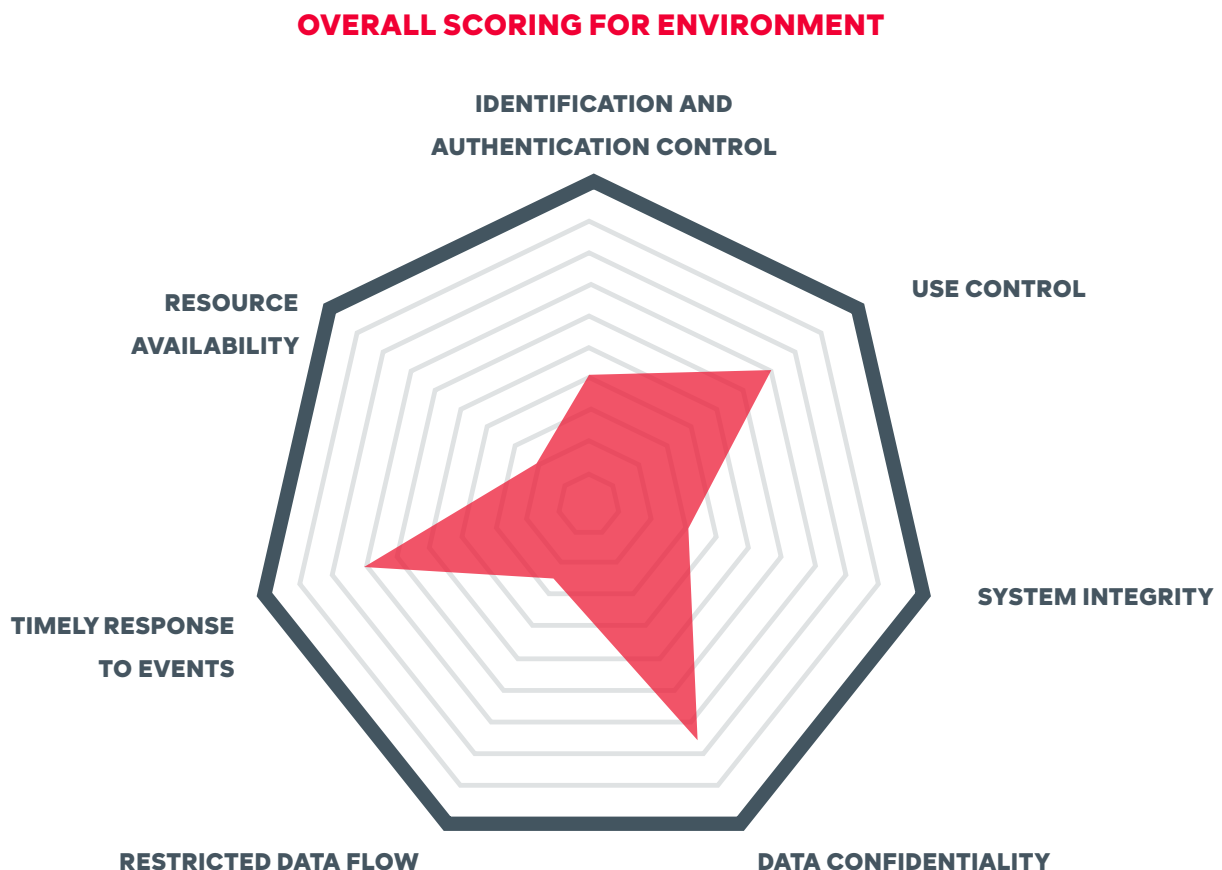 OVERALL SCORING FOR ENVIRONMENT
IDENTIFICATION AND
AUTHENTICATION CONTROL
USE CONTROL
RESOURCE
AVAILABILITY
SYSTEM INTEGRITY
TIMELY RESPONSE
TO EVENTS
RESTRICTED DATA FLOW
DATA CONFIDENTIALITY